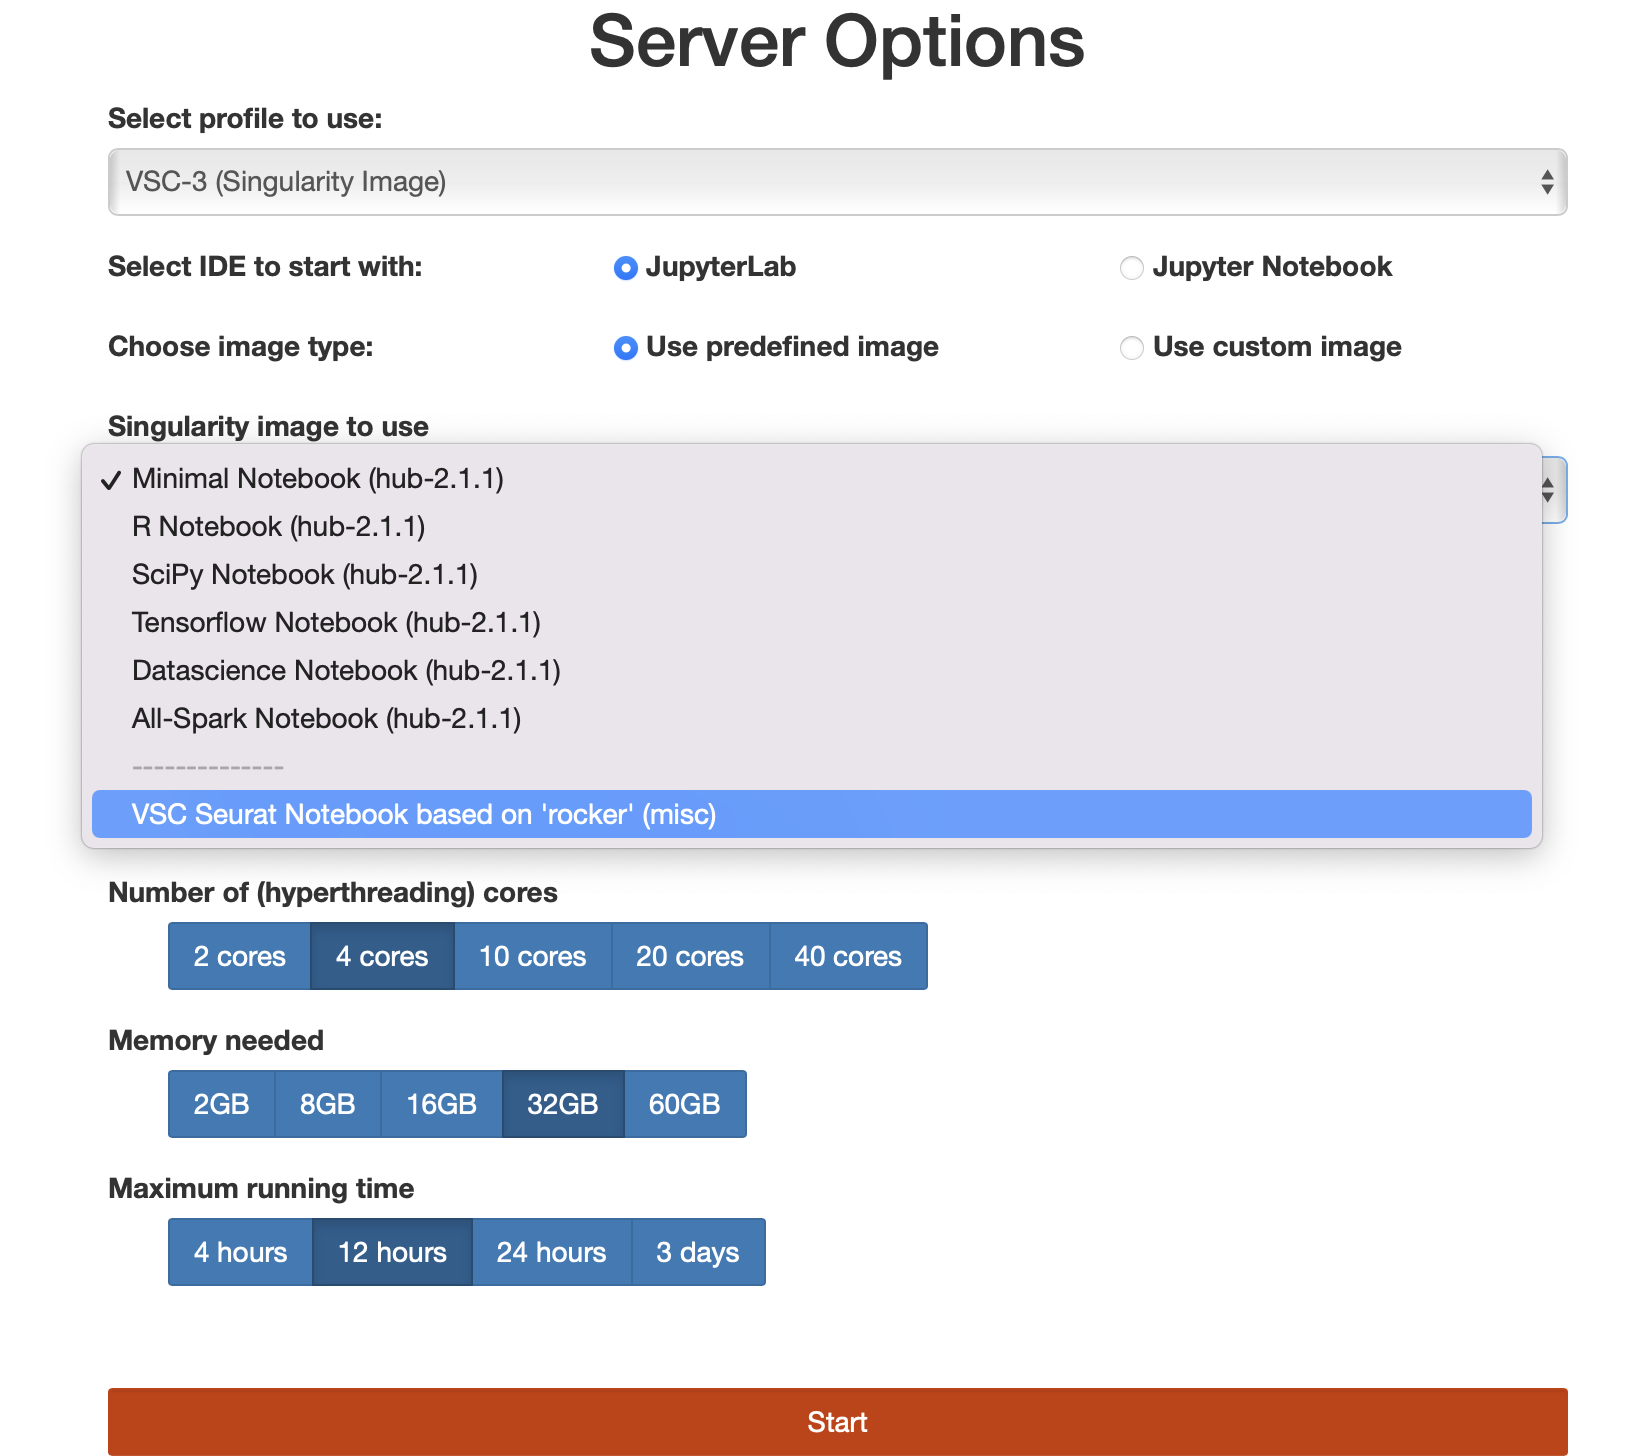 Server Options
Select profile to use:
VSC-3 (Singularity Image)
Select IDE to start with: JupyterLab Jupyter Notebook
Choose image type: Use predefined image Use custom image
Singularity image to use
✓ Minimal Notebook (hub-2.1.1)
R Notebook (hub-2.1.1)
SciPy Notebook (hub-2.1.1)
Tensorflow Notebook (hub-2.1.1)
Datascience Notebook (hub-2.1.1)
All-Spark Notebook (hub-2.1.1)
--------------
VSC Seurat Notebook based on 'rocker' (misc)
Number of (hyperthreading) cores
2 cores 4 cores 10 cores 20 cores 40 cores
Memory needed
2GB 8GB 16GB 32GB 60GB
Maximum running time
4 hours 12 hours 24 hours 3 days
Start